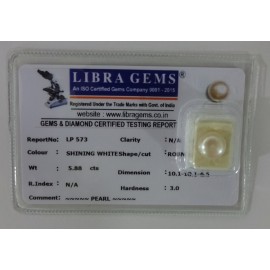 LIBRA GEMS
An ISO Certified Gems Company 9001 - 2015
Registered Under the Trade Marks with Govt. of India
website : www.libragems.co.in
GEMS & DIAMOND CERTIFIED TESTING REPORT
ReportNo: LP 573 Clarity N/A
Colour SHINING WHITE Shape/cut ROUN
Wt 5.80 cts 10.1-10.1-6.5
R.Index N/A Hardness 3.0
Comment: PEARL